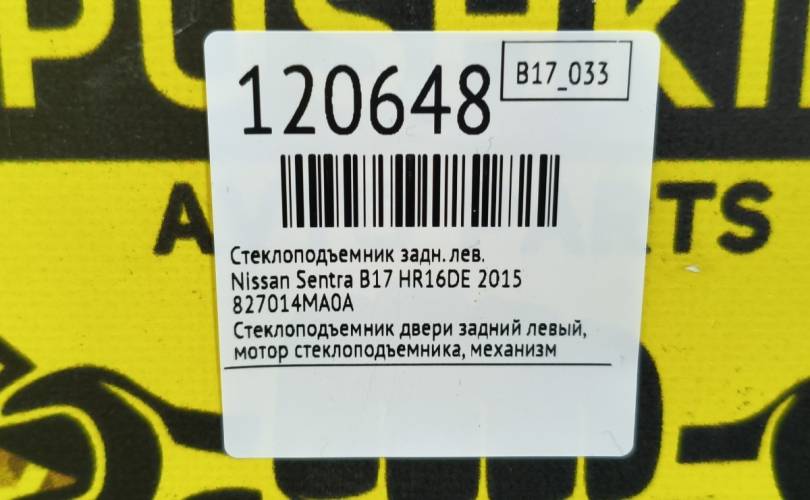 120648
B17_033
Стеклоподъемник задн. лев.
Nissan Sentra B17 HR16DE 2015
827014MA0A
Стеклоподъемник двери задний левый,
мотор стеклоподъемника, механизм